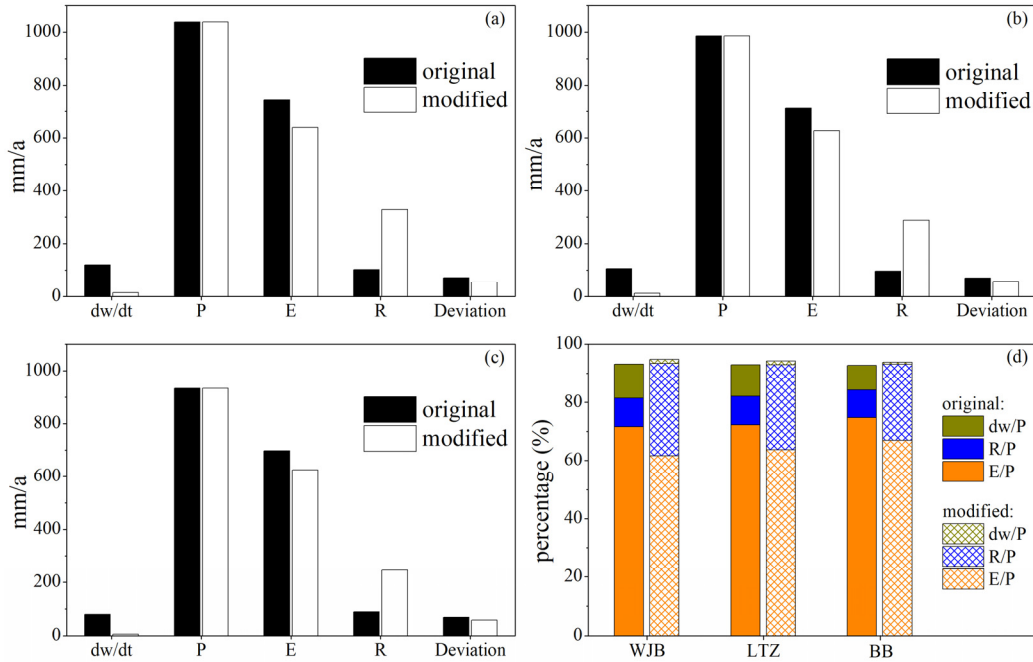 (a)
1000
800
600
400
200
0
mm/a
original
modified
dw/dt P E R Deviation
(b)
1000
800
600
400
200
0
mm/a
original
modified
dw/dt P E R Deviation
(c)
1000
800
600
400
200
0
mm/a
original
modified
dw/dt P E R Deviation
(d)
100
80
60
40
20
0
percentage (%)
original:
dw/P
R/P
E/P
modified:
dw/P
R/P
E/P
WJB LTZ BB